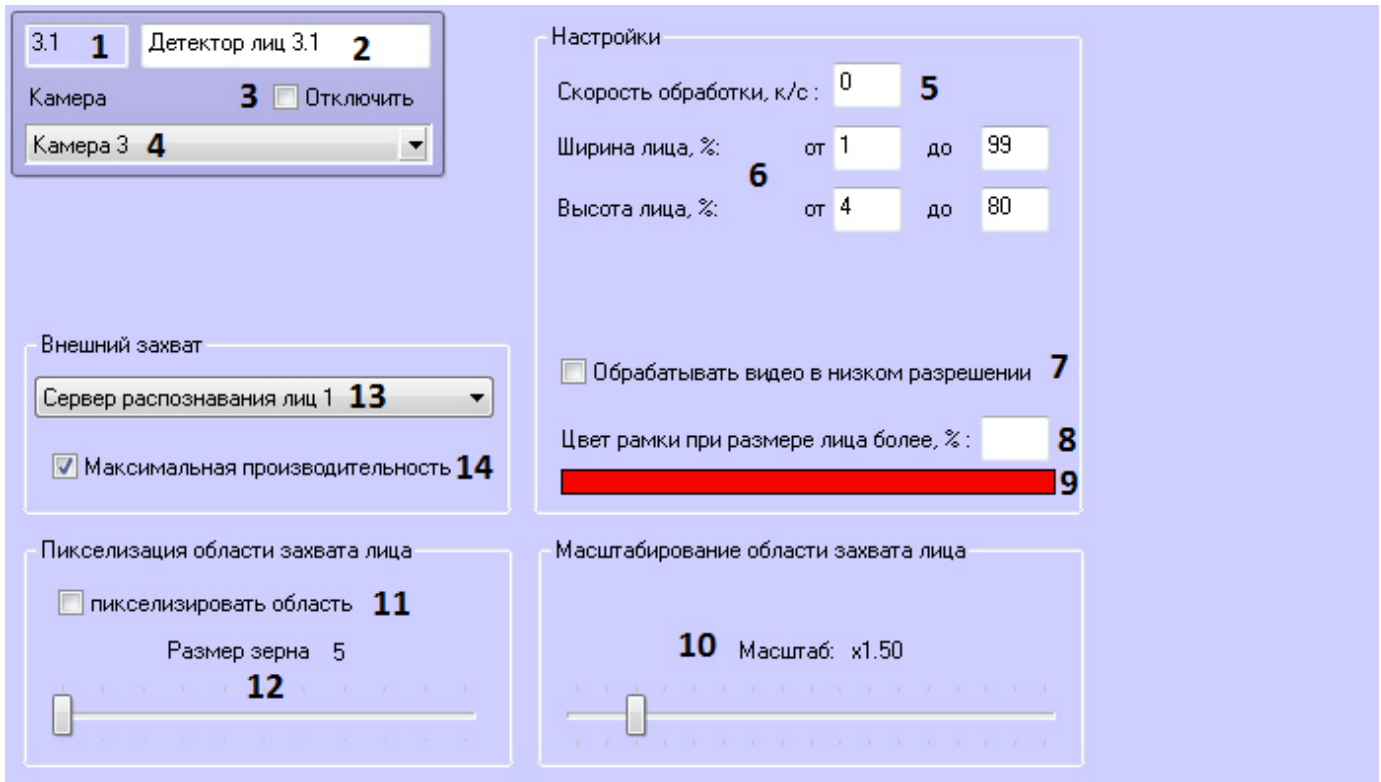 3.1 1 Детектор лиц 3.1 2
Камера 3 Отключить
Камера 3 4
Настройки
Скорость обработки, к/с : 0 5
Ширина лица, %: от 1 до 99
6
Высота лица, %: от 4 до 80
Обрабатывать видео в низком разрешении 7
Цвет рамки при размере лица более, % : 8
9
Внешний захват
Сервер распознавания лиц 1 13
Максимальная производительность 14
Пикселизация области захвата лица
пикселизировать область 11
Размер зерна 5
12
Масштабирование области захвата лица
10 Масштаб: x1.50